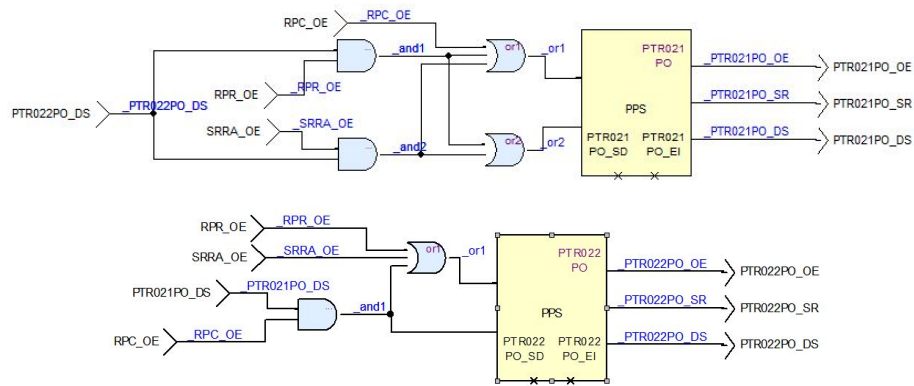 RPC_OE
_RPC_OE
_and1
or1
_or1
PTR021
PO
_PTR021PO_OE
PTR021PO_OE
RPR_OE
_RPR_OE
PTR022PO_DS
_PTR022PO_DS
PPS
_PTR021PO_SR
PTR021PO_SR
SRRA_OE
_SRRA_OE
_and2
or2
_or2
PTR021
PO_SD
PTR021
PO_EI
_PTR021PO_DS
PTR021PO_DS
RPR_OE
_RPR_OE
SRRA_OE
_SRRA_OE
or1
_or1
PTR022
PO
_PTR022PO_OE
PTR022PO_OE
PTR021PO_DS
_PTR021PO_DS
_and1
PPS
_PTR022PO_SR
PTR022PO_SR
RPC_OE
_RPC_OE
PTR022
PO_SD
PTR022
PO_EI
_PTR022PO_DS
PTR022PO_DS